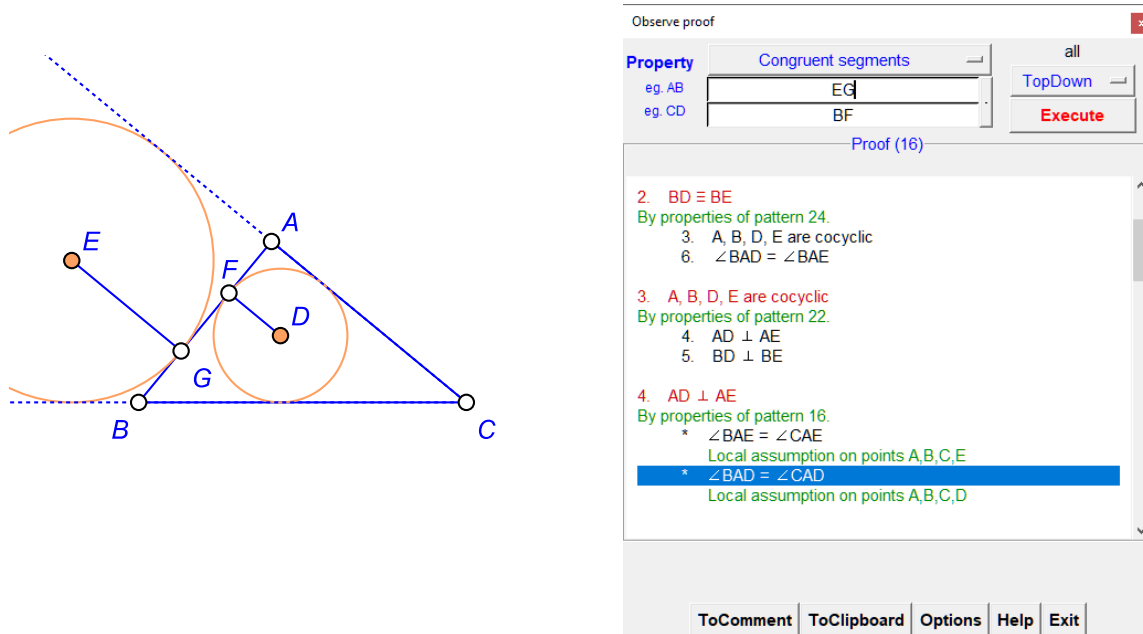 E
A
F
D
G
B
C
Observe proof
x
Property
Congruent segments
all
eg. AB
EG
TopDown
eg. CD
BF
Execute
Proof (16)
2. BD ≡ BE
By properties of pattern 24.
3. A, B, D, E are cocyclic
6. ∠BAD = ∠BAE
3. A, B, D, E are cocyclic
By properties of pattern 22.
4. AD ⊥ AE
5. BD ⊥ BE
4. AD ⊥ AE
By properties of pattern 16.
* ∠BAE = ∠CAE
Local assumption on points A,B,C,E
* ∠BAD = ∠CAD
Local assumption on points A,B,C,D
ToComment ToClipboard Options Help Exit